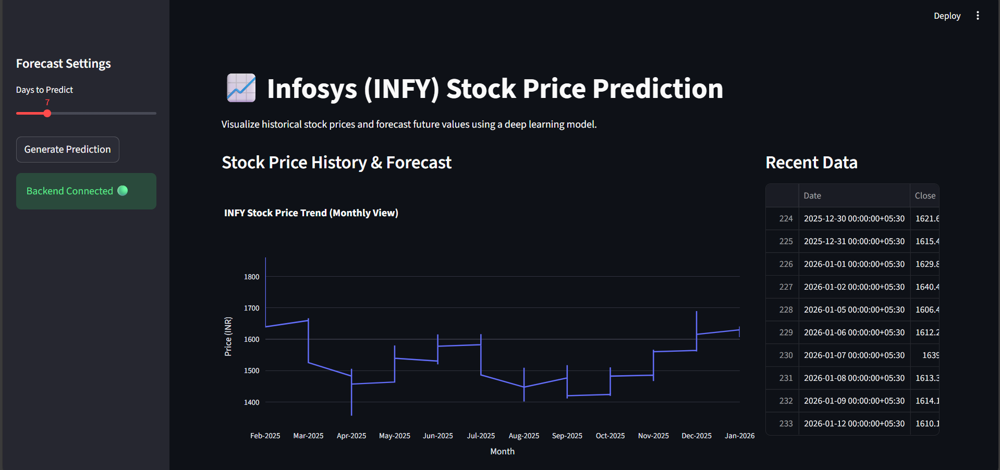 Deploy
Forecast Settings
Days to Predict
7
Generate Prediction
Backend Connected
Infosys (INFY) Stock Price Prediction
Visualize historical stock prices and forecast future values using a deep learning model.
Stock Price History & Forecast
INFY Stock Price Trend (Monthly View)
Price (INR)
1800
1700
1600
1500
1400
Feb-2025 Mar-2025 Apr-2025 May-2025 Jun-2025 Jul-2025 Aug-2025 Sep-2025 Oct-2025 Nov-2025 Dec-2025 Jan-2026
Month
Recent Data
Date Close
224 2025-12-30 00:00:00+05:30 1621.6
225 2025-12-31 00:00:00+05:30 1615.4
226 2026-01-01 00:00:00+05:30 1629.8
227 2026-01-02 00:00:00+05:30 1640.4
228 2026-01-05 00:00:00+05:30 1606.4
229 2026-01-06 00:00:00+05:30 1612.2
230 2026-01-07 00:00:00+05:30 1639
231 2026-01-08 00:00:00+05:30 1613.3
232 2026-01-09 00:00:00+05:30 1614.1
233 2026-01-12 00:00:00+05:30 1610.1